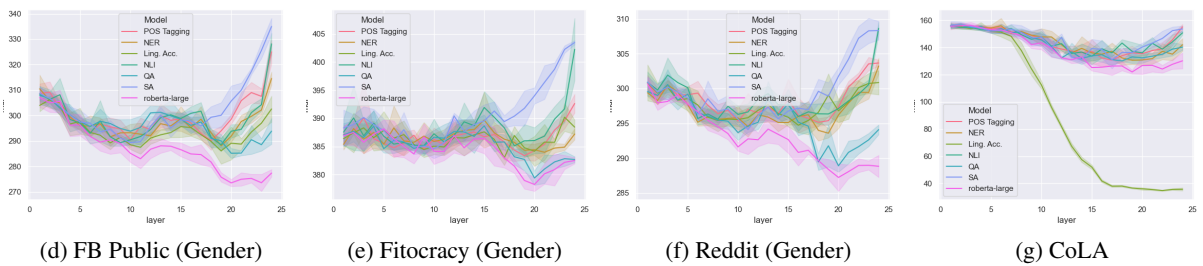 340
330
320
310
300
290
280
270
0 5 10 15 20 25
layer
Model
POS Tagging
NER
Ling. Acc.
NLI
QA
SA
roberta-large
(d) FB Public (Gender)
405
400
395
390
385
380
0 5 10 15 20 25
layer
Model
POS Tagging
NER
Ling. Acc.
NLI
QA
SA
roberta-large
(e) Fitocracy (Gender)
310
305
300
295
290
285
0 5 10 15 20 25
layer
Model
POS Tagging
NER
Ling. Acc.
NLI
QA
SA
roberta-large
(f) Reddit (Gender)
160
140
120
100
80
60
40
0 5 10 15 20 25
layer
Model
POS Tagging
NER
Ling. Acc.
NLI
QA
SA
roberta-large
(g) CoLA